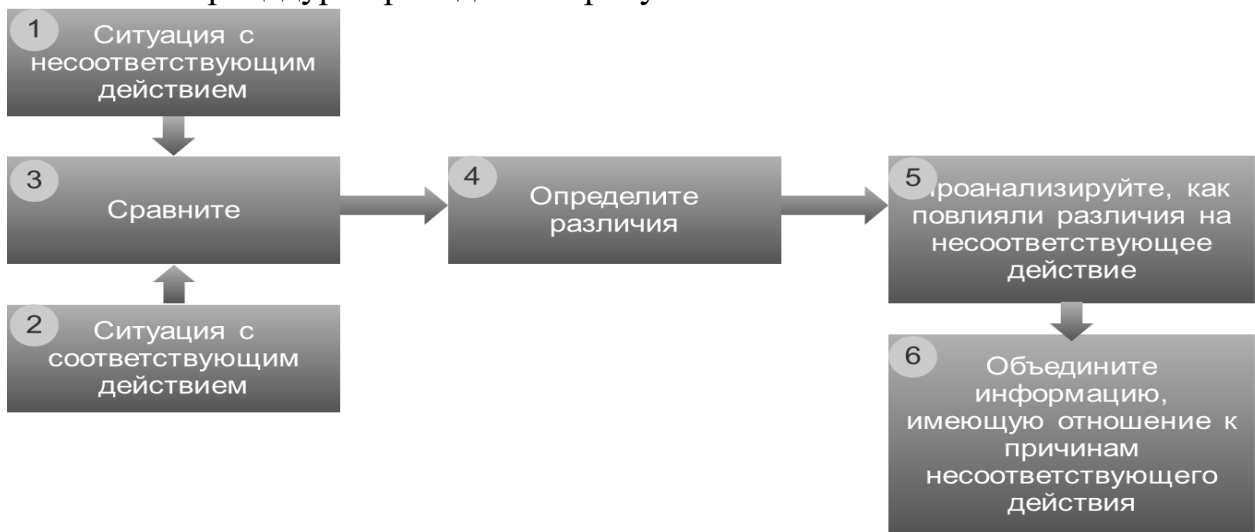 1
Ситуация с
несоответствующим
действием
3
Сравните
4
Определите
различия
5
проанализируйте, как
повлияли различия на
несоответствующее
действие
2
Ситуация с
соответствующим
действием
6
Объедините
информацию,
имеющую отношение к
причинам
несоответствующего
действия